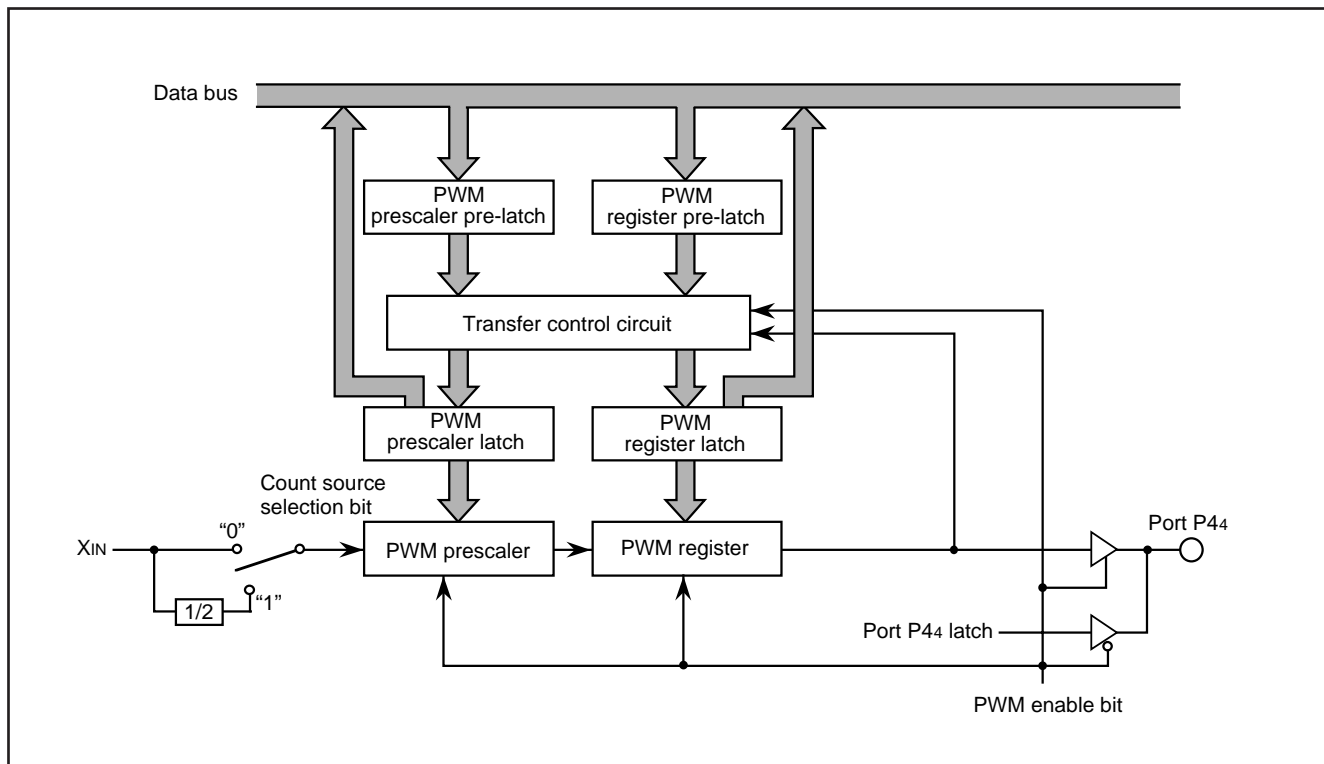 Data bus
PWM
prescaler pre-latch
PWM
register pre-latch
Transfer control circuit
PWM
prescaler latch
PWM
register latch
Count source
selection bit
XIN
“0”
“1”
1/2
PWM prescaler
PWM register
Port P44
Port P44 latch
PWM enable bit